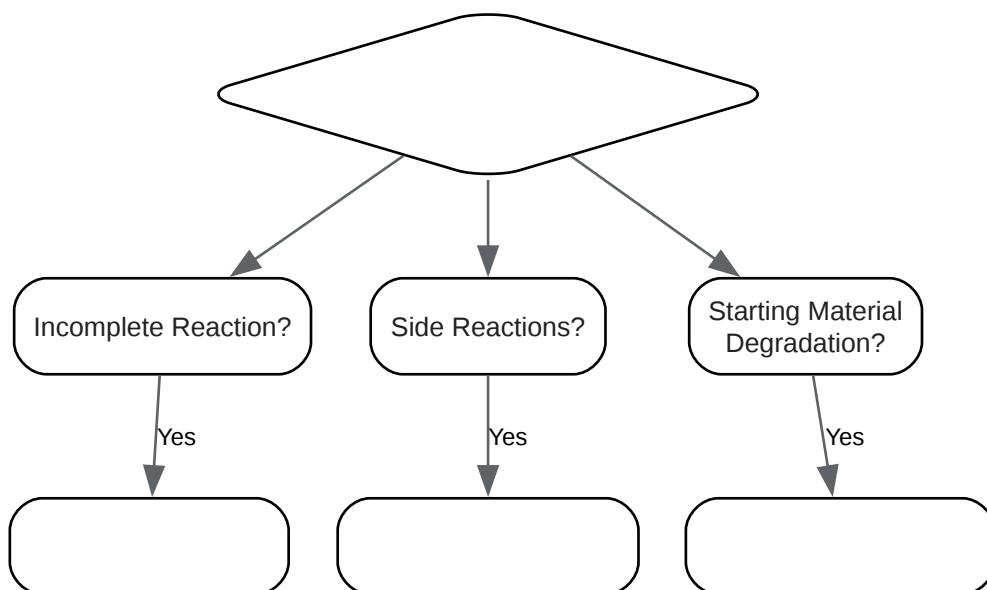 Incomplete Reaction?
Side Reactions?
Starting Material
Degradation?
Yes
Yes
Yes